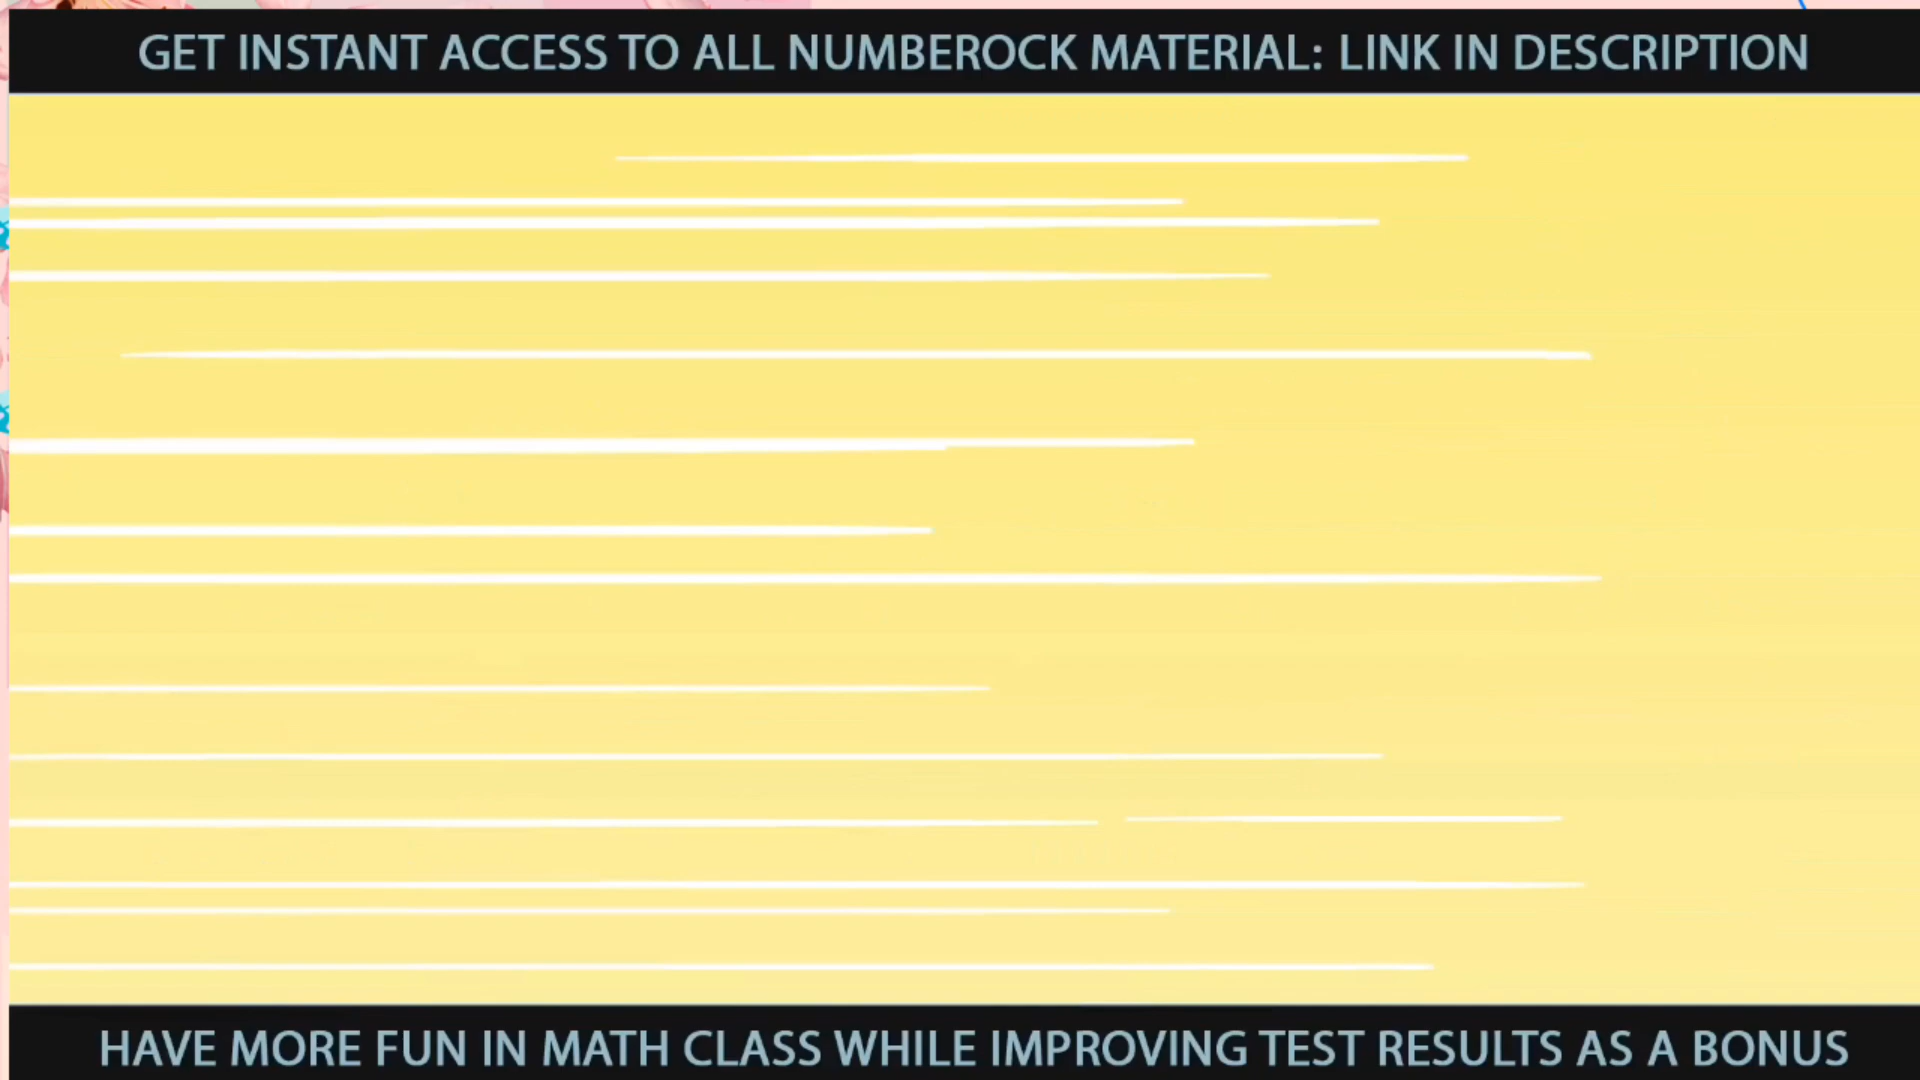 GET INSTANT ACCESS TO ALL NUMBEROCK MATERIAL: LINK IN DESCRIPTION
HAVE MORE FUN IN MATH CLASS WHILE IMPROVING TEST RESULTS AS A BONUS